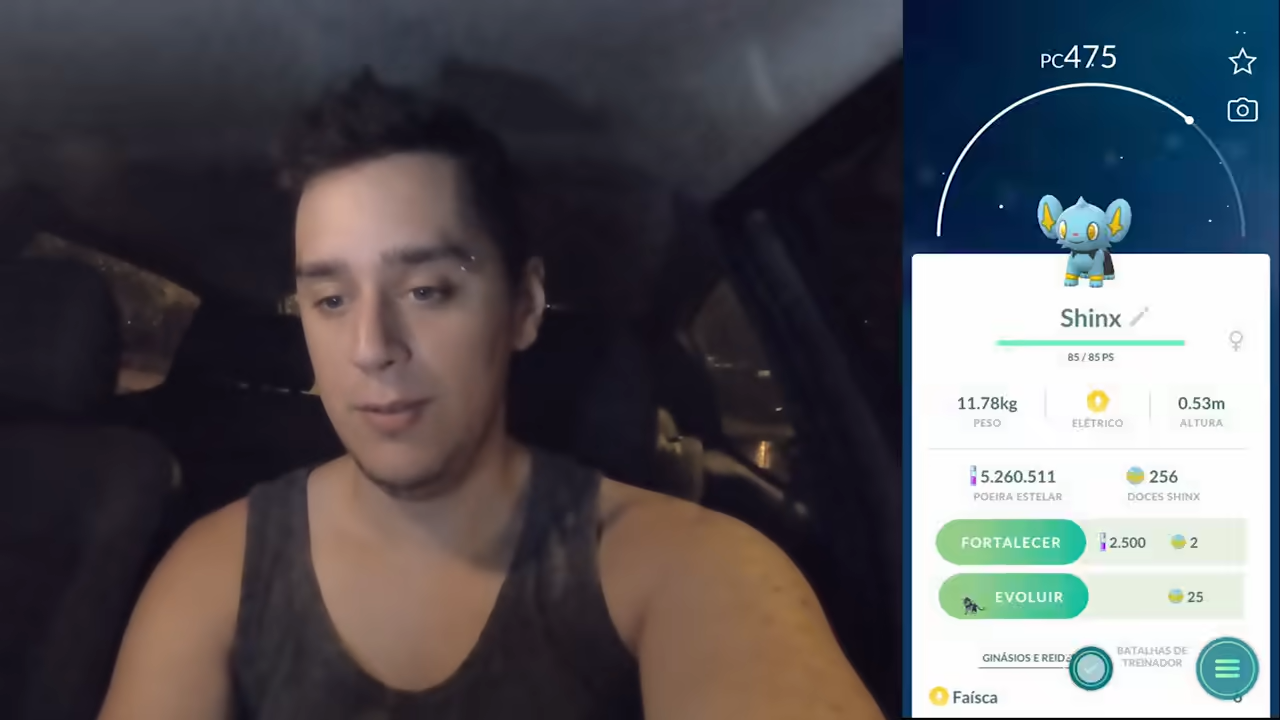 PC475
Shinx
85 / 85 PS
11.78kg
PESO
ELÉTRICO
0.53m
ALTURA
5.260.511
POEIRA ESTELAR
256
DOCES SHINX
FORTALECER
2.500
2
EVOLUIR
25
GINÁSIOS E REID
BATALHAS DE
TREINADOR
Faísca